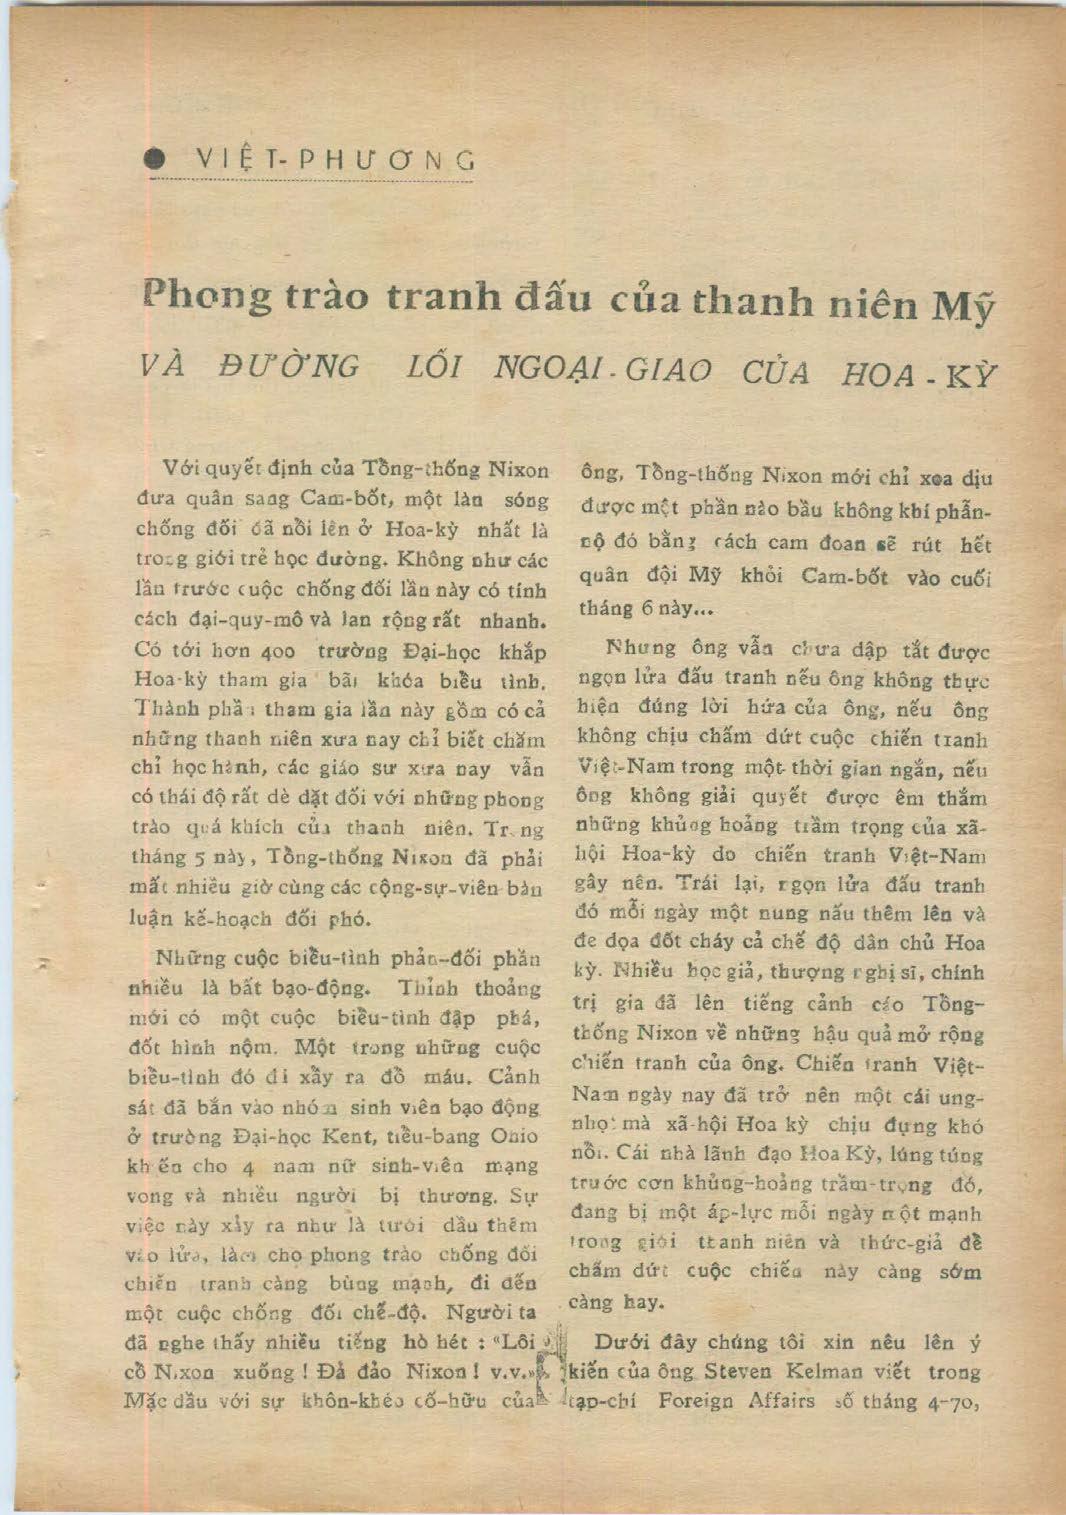 ● VIỆT-PHƯƠNG
Phong trào tranh đấu của thanh niên Mỹ
VÀ ĐƯỜNG LỐI NGOẠI-GIAO CỦA HOA-KỲ
Với quyết định của Tổng-thống Nixon
đưa quân sang Cam-bốt, một làn sóng
chống đối đã nổi lên ở Hoa-kỳ nhất là
trong giới trẻ học đường. Không như các
lần trước cuộc chống đối lần này có tính
cách đại-quy-mô và lan rộng rất nhanh.
Có tới hơn 400 trường Đại-học khắp
Hoa-kỳ tham gia bãi khóa biểu tình.
Thành phần tham gia lần này gồm có cả
những thanh niên xưa nay chỉ biết chăm
chỉ học hành, các giáo sư xưa nay vẫn
có thái độ rất dè dặt đối với những phong
trào quá khích của thanh niên. Trong
tháng 5 này, Tổng-thống Nixon đã phải
mất nhiều giờ cùng các cộng-sự-viên bàn
luận kế-hoạch đối phó.
Những cuộc biểu-tình phản-đối phần
nhiều là bất bạo-động. Thỉnh thoảng
mới có một cuộc biểu-tình đập phá,
đốt hình nộm. Một trong những cuộc
biểu-tình đó đi xẩy ra đổ máu. Cảnh
sát đã bắn vào nhóm sinh viên bạo động
ở trường Đại-học Kent, tiểu-bang Ohio
khiến cho 4 nam nữ sinh-viên mạng
vong và nhiều người bị thương. Sự
việc này xảy ra như là tưới dầu thêm
vào lửa, làm cho phong trào chống đối
chiến tranh càng bùng mạnh, đi đến
một cuộc chống đối chế-độ. Người ta
đã nghe thấy nhiều tiếng hò hét : «Lôi
cổ Nixon xuống ! Đả đảo Nixon ! v.v.»
Mặc dầu với sự khôn-khéo cố-hữu của
ông, Tổng-thống Nixon mới chỉ xoa dịu
được một phần nào bầu không khí phẫn-
nộ đó bằng cách cam đoan sẽ rút hết
quân đội Mỹ khỏi Cam-bốt vào cuối
tháng 6 này...
Nhưng ông vẫn chưa dập tắt được
ngọn lửa đấu tranh nếu ông không thực
hiện đúng lời hứa của ông, nếu ông
không chịu chấm dứt cuộc chiến tranh
Việt-Nam trong một thời gian ngắn, nếu
ông không giải quyết được êm thắm
những khủng hoảng trầm trọng của xã-
hội Hoa-kỳ do chiến tranh Việt-Nam
gây nên. Trái lại, ngọn lửa đấu tranh
đó mỗi ngày một nung nấu thêm lên và
đe dọa đốt cháy cả chế độ dân chủ Hoa
kỳ. Nhiều học giả, thượng nghị sĩ, chính
trị gia đã lên tiếng cảnh cáo Tổng-
thống Nixon về những hậu quả mở rộng
chiến tranh của ông. Chiến tranh Việt-
Nam ngày nay đã trở nên một cái ung-
nhọt mà xã-hội Hoa kỳ chịu đựng khó
nổi. Cái nhà lãnh đạo Hoa Kỳ, lúng túng
trước cơn khủng-hoảng trầm-trọng đó,
đang bị một áp-lực mỗi ngày một mạnh
trong giới thanh niên và thức-giả để
chấm dứt cuộc chiến này càng sớm
càng hay.
Dưới đây chúng tôi xin nêu lên ý
kiến của ông Steven Kelman viết trong
tạp-chí Foreign Affairs số tháng 4-70,